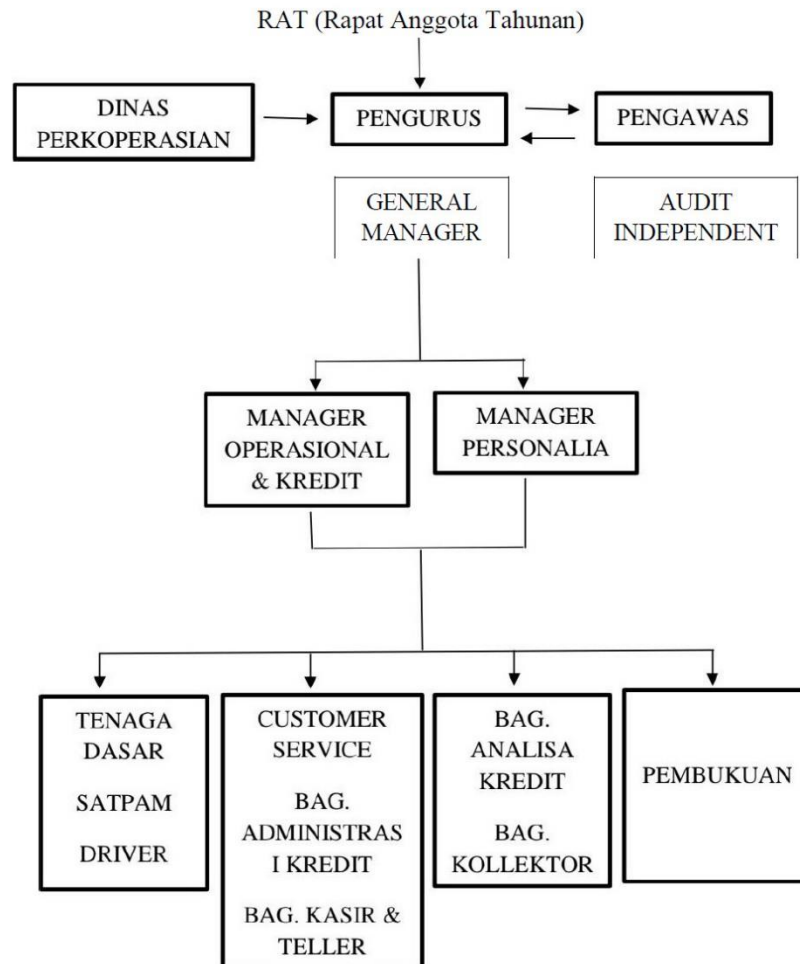 RAT (Rapat Anggota Tahunan)
DINAS
PERKOPERASIAN
PENGURUS
PENGAWAS
GENERAL
MANAGER
AUDIT
INDEPENDENT
MANAGER
OPERASIONAL
& KREDIT
MANAGER
PERSONALIA
TENAGA
DASAR
SATPAM
DRIVER
CUSTOMER
SERVICE
BAG.
ADMINISTRAS
I KREDIT
BAG. KASIR &
TELLER
BAG.
ANALISA
KREDIT
BAG.
KOLLEKTOR
PEMBUKUAN